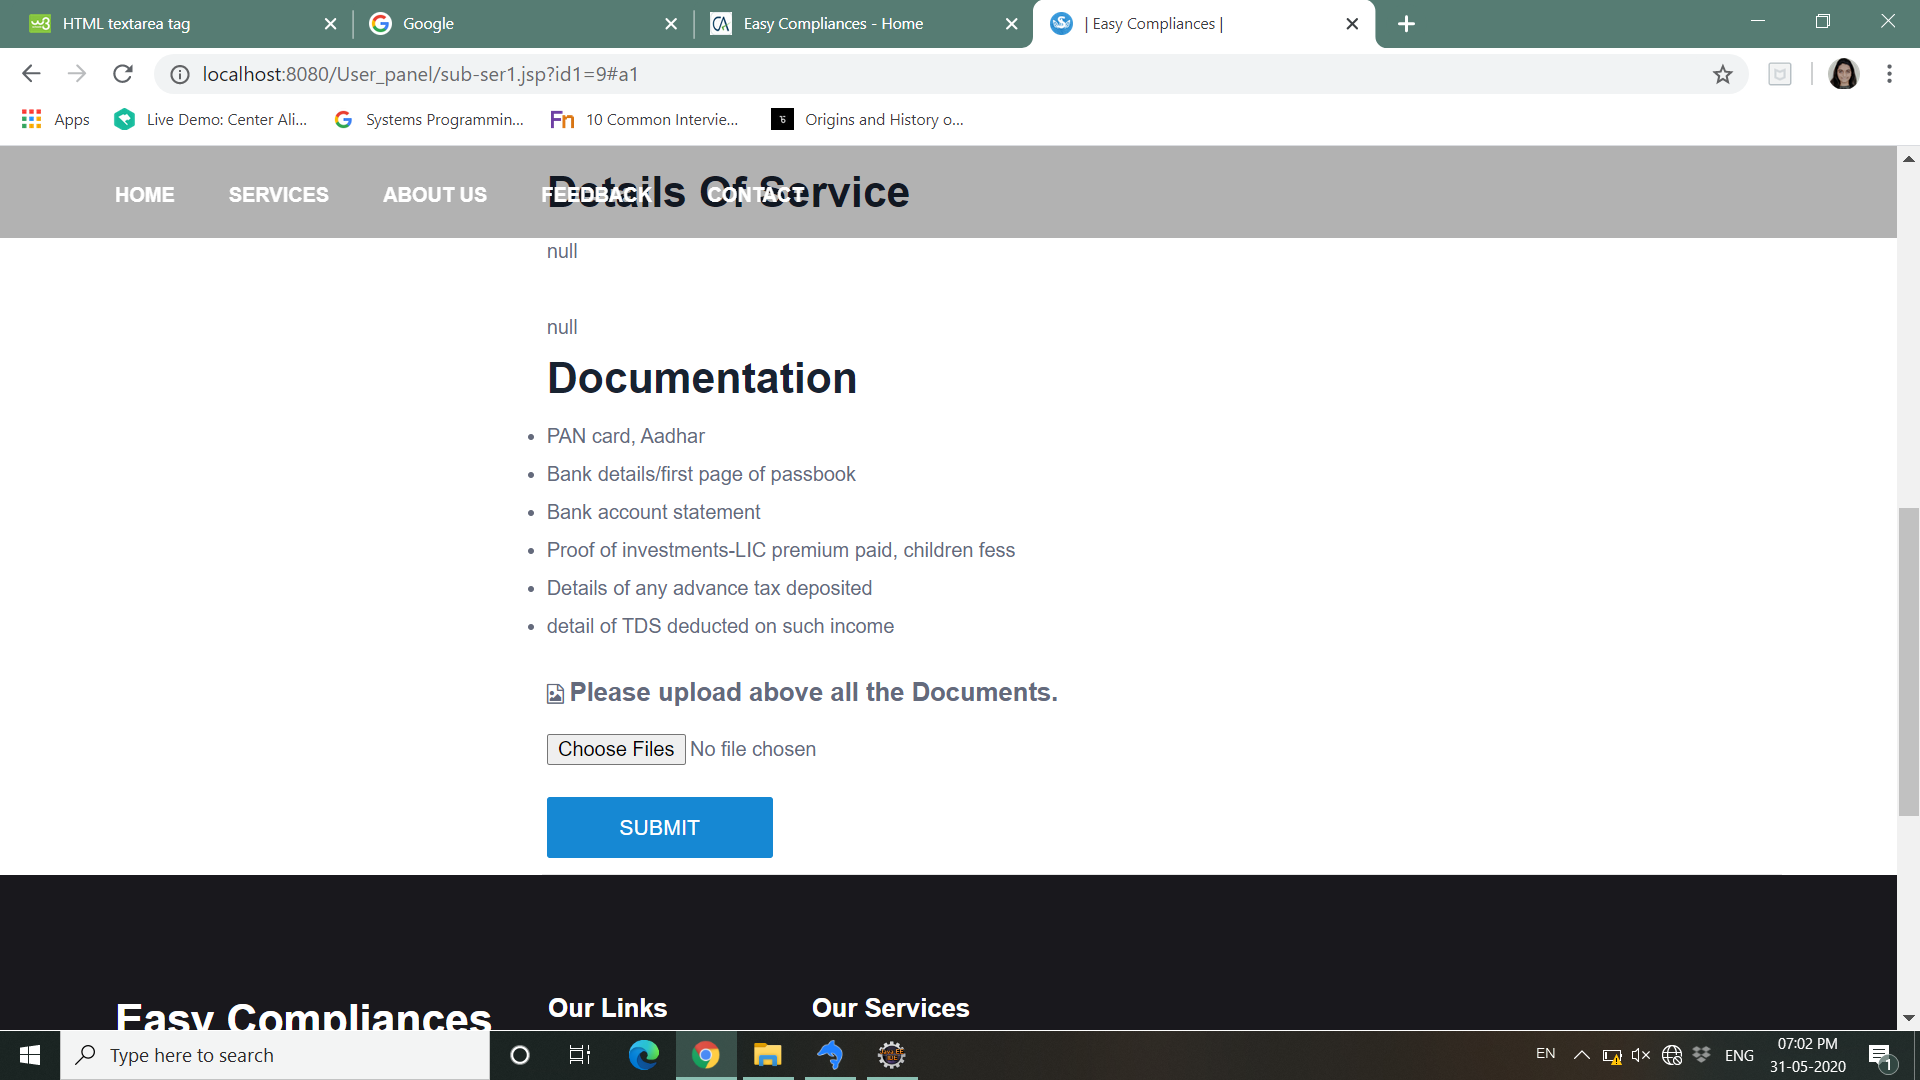 HTML textarea tag
Google
Easy Compliances - Home
| Easy Compliances |
localhost:8080/User_panel/sub-ser1.jsp?id1=9#a1
Apps
Live Demo: Center Ali...
Systems Programmin...
10 Common Intervie...
Origins and History o...
HOME SERVICES ABOUT US FEEDBACK CONTACT
Details Of Service
null
null
Documentation
• PAN card, Aadhar
• Bank details/first page of passbook
• Bank account statement
• Proof of investments-LIC premium paid, children fess
• Details of any advance tax deposited
• detail of TDS deducted on such income
Please upload above all the Documents.
Choose Files No file chosen
SUBMIT
Easy Compliances
Our Links
Our Services
Type here to search
EN
ENG
07:02 PM
31-05-2020
1